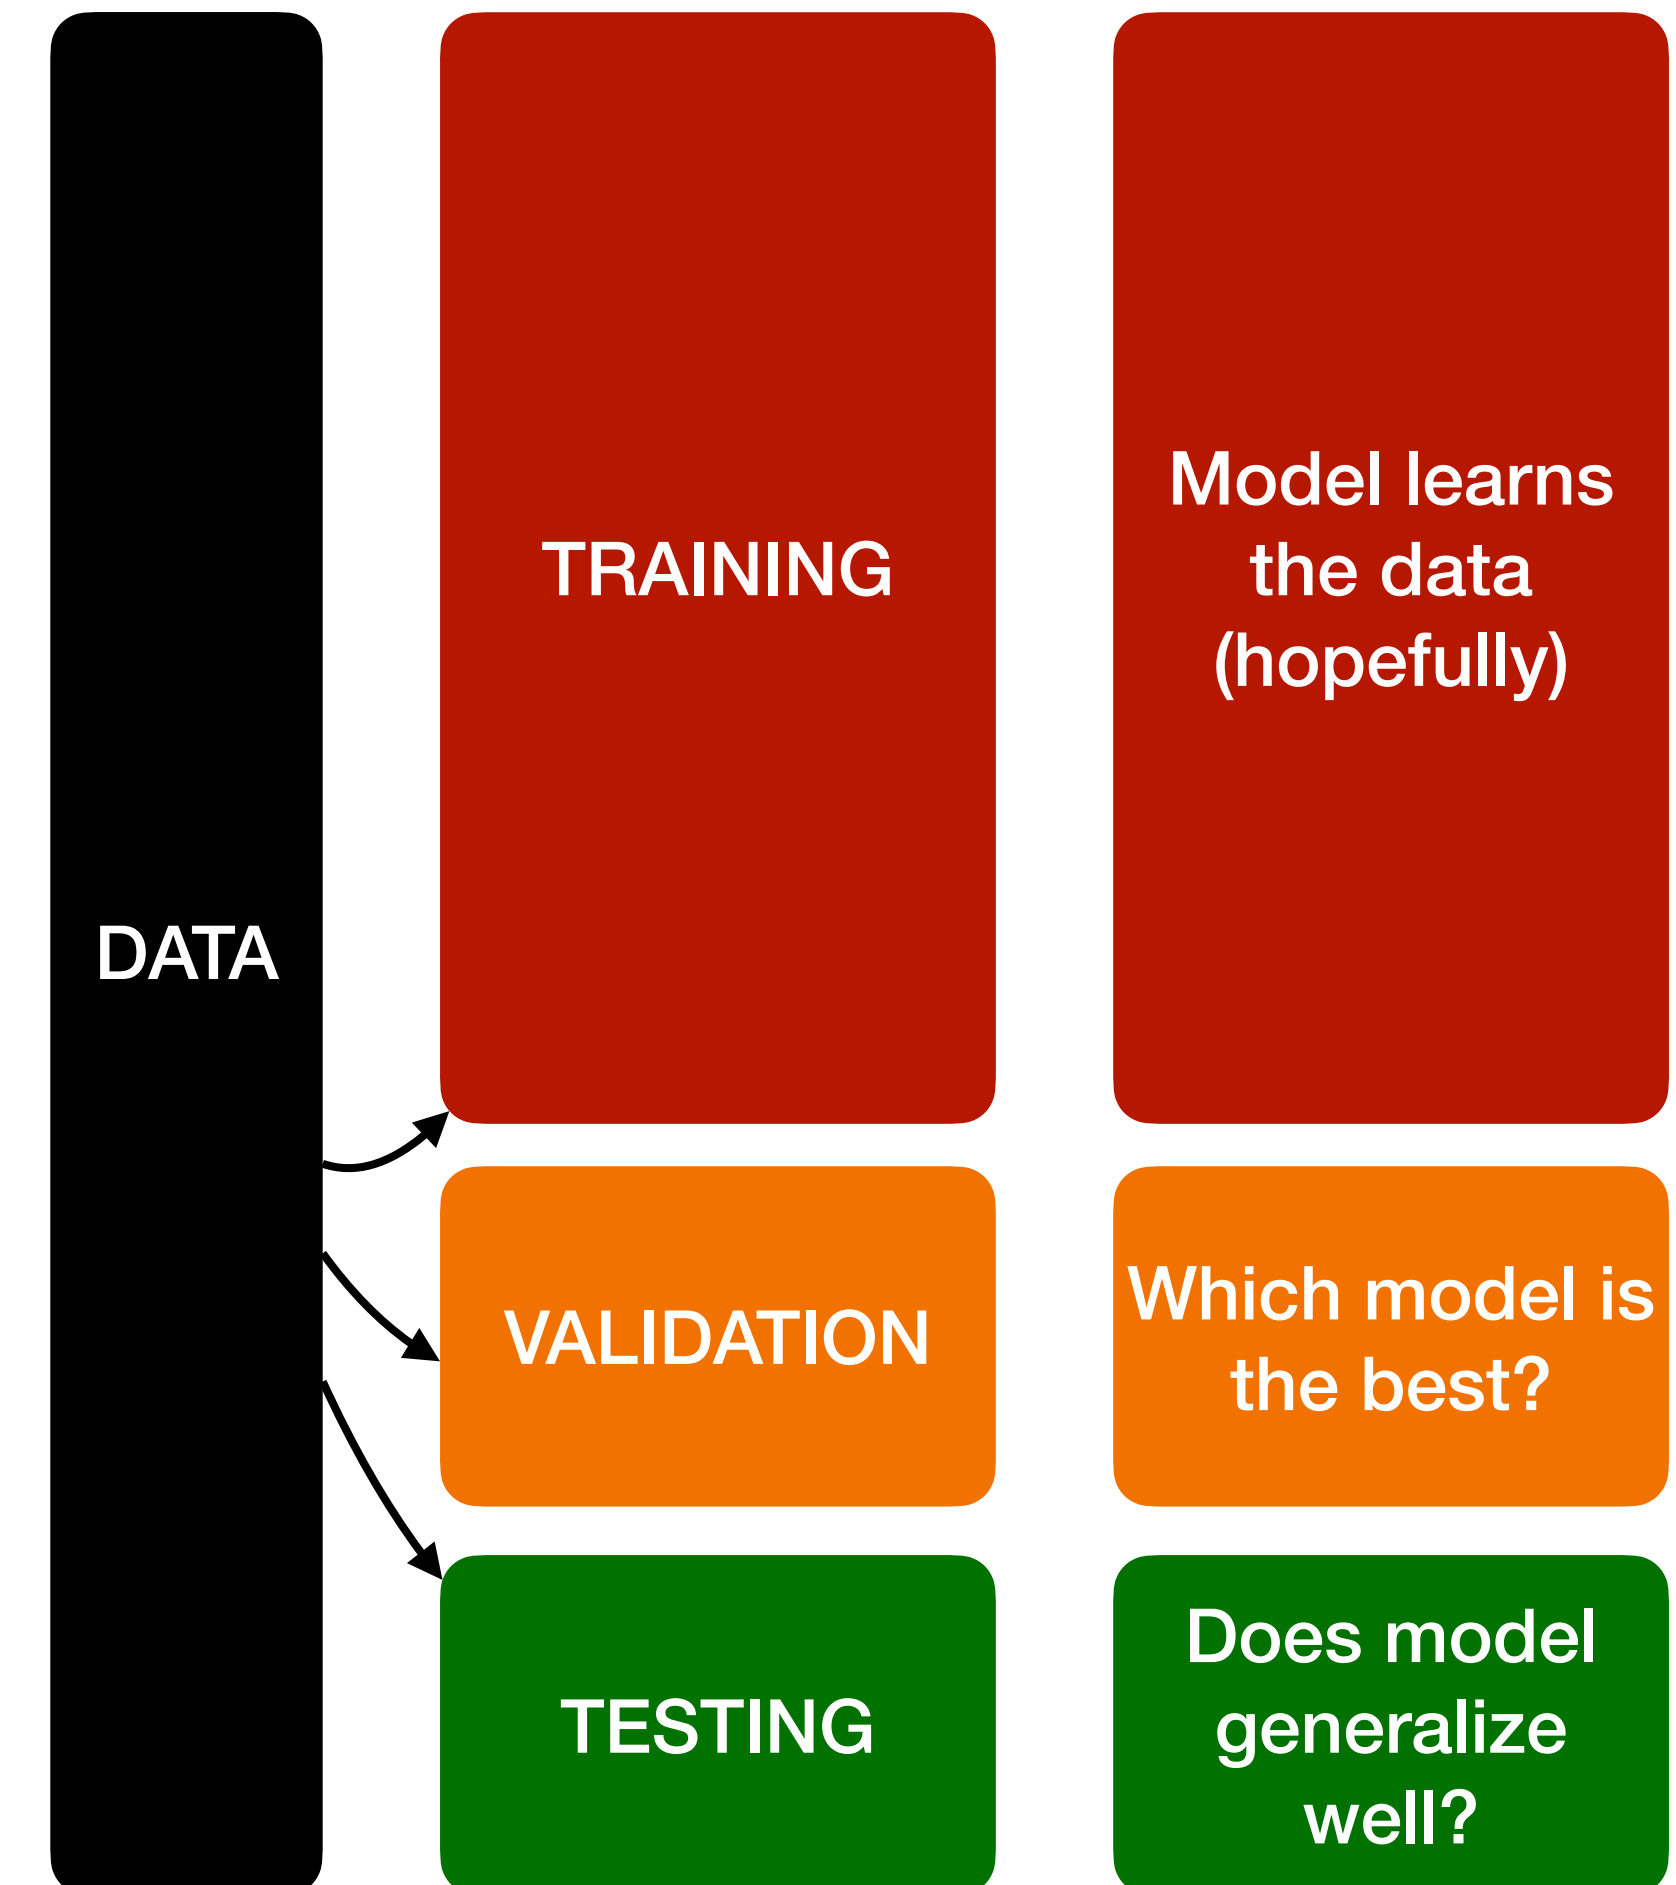 DATA
TRAINING
Model learns
the data
(hopefully)
VALIDATION
Which model is
the best?
TESTING
Does model
generalize
well?